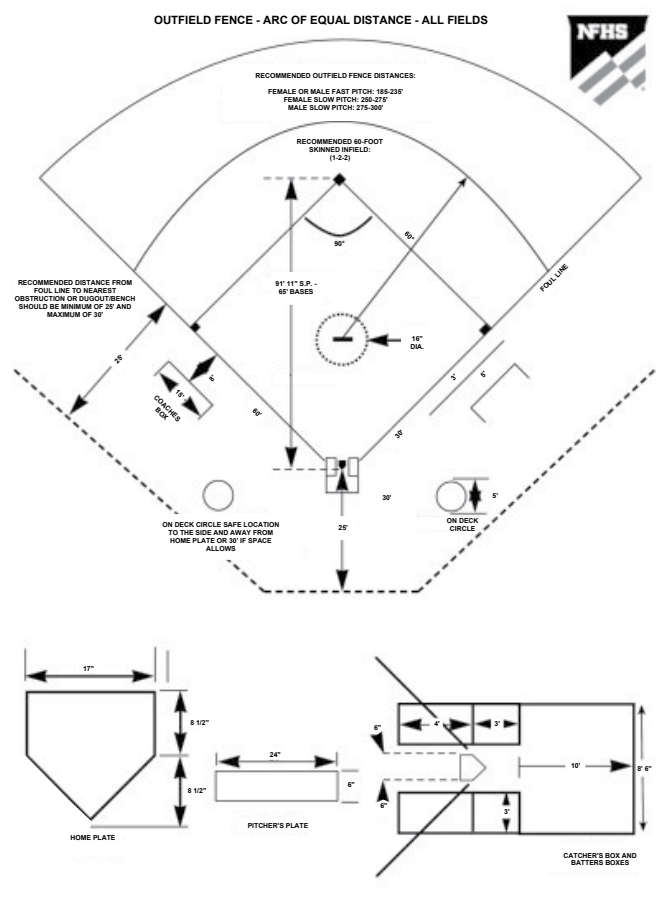 OUTFIELD FENCE - ARC OF EQUAL DISTANCE - ALL FIELDS
NFHS
RECOMMENDED OUTFIELD FENCE DISTANCES:
FEMALE OR MALE FAST PITCH: 185-235'
FEMALE SLOW PITCH: 250-275'
MALE SLOW PITCH: 275-300'
RECOMMENDED 60-FOOT
SKINNED INFIELD:
(1-2-2)
60"
90"
FOUL LINE
RECOMMENDED DISTANCE FROM
FOUL LINE TO NEAREST
OBSTRUCTION OR DUGOUT/BENCH
SHOULD BE MINIMUM OF 25' AND
MAXIMUM OF 30'
91' 11" S.P. -
65' BASES
16"
DIA.
25'
15'
COACHES
BOX
60'
3'
5'
30'
30'
5'
ON DECK
CIRCLE
ON DECK CIRCLE SAFE LOCATION
TO THE SIDE AND AWAY FROM
HOME PLATE OR 30' IF SPACE
ALLOWS
25'
17"
8 1/2"
8 1/2"
HOME PLATE
24"
6"
PITCHER'S PLATE
6"
6"
4'
3'
3'
10'
8' 6"
CATCHER'S BOX AND
BATTERS BOXES